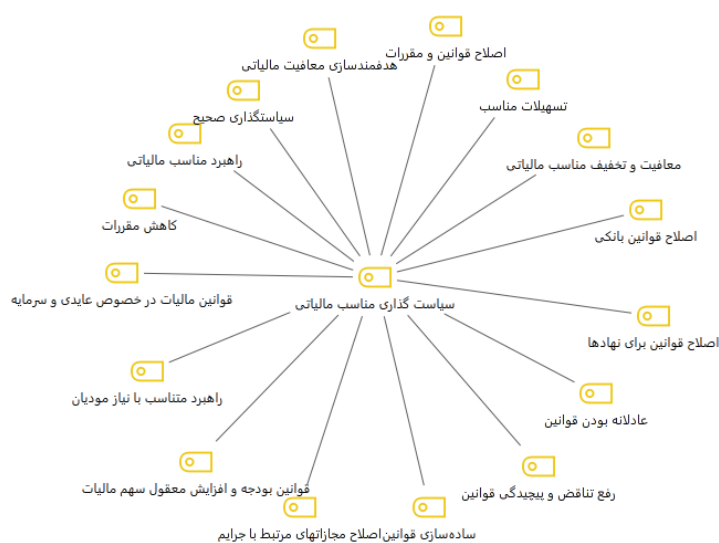 اصلاح قوانین و مقررات
هدفمندسازی معافیت مالیاتی
تسهیلات مناسب
سیاستگذاری صحیح
راهبرد مناسب مالیاتی
معافیت و تخفیف مناسب مالیاتی
کاهش مقررات
اصلاح قوانین بانکی
قوانین مالیات در خصوص عایدی و سرمایه
سیاست گذاری مناسب مالیاتی
اصلاح قوانین برای نهادها
راهبرد متناسب با نیاز مودیان
عادلانه بودن قوانین
قوانین بودجه و افزایش معقول سهم مالیات
رفع تناقض و پیچیدگی قوانین
ساده‌سازی قوانین
اصلاح مجازاتهای مرتبط با جرایم